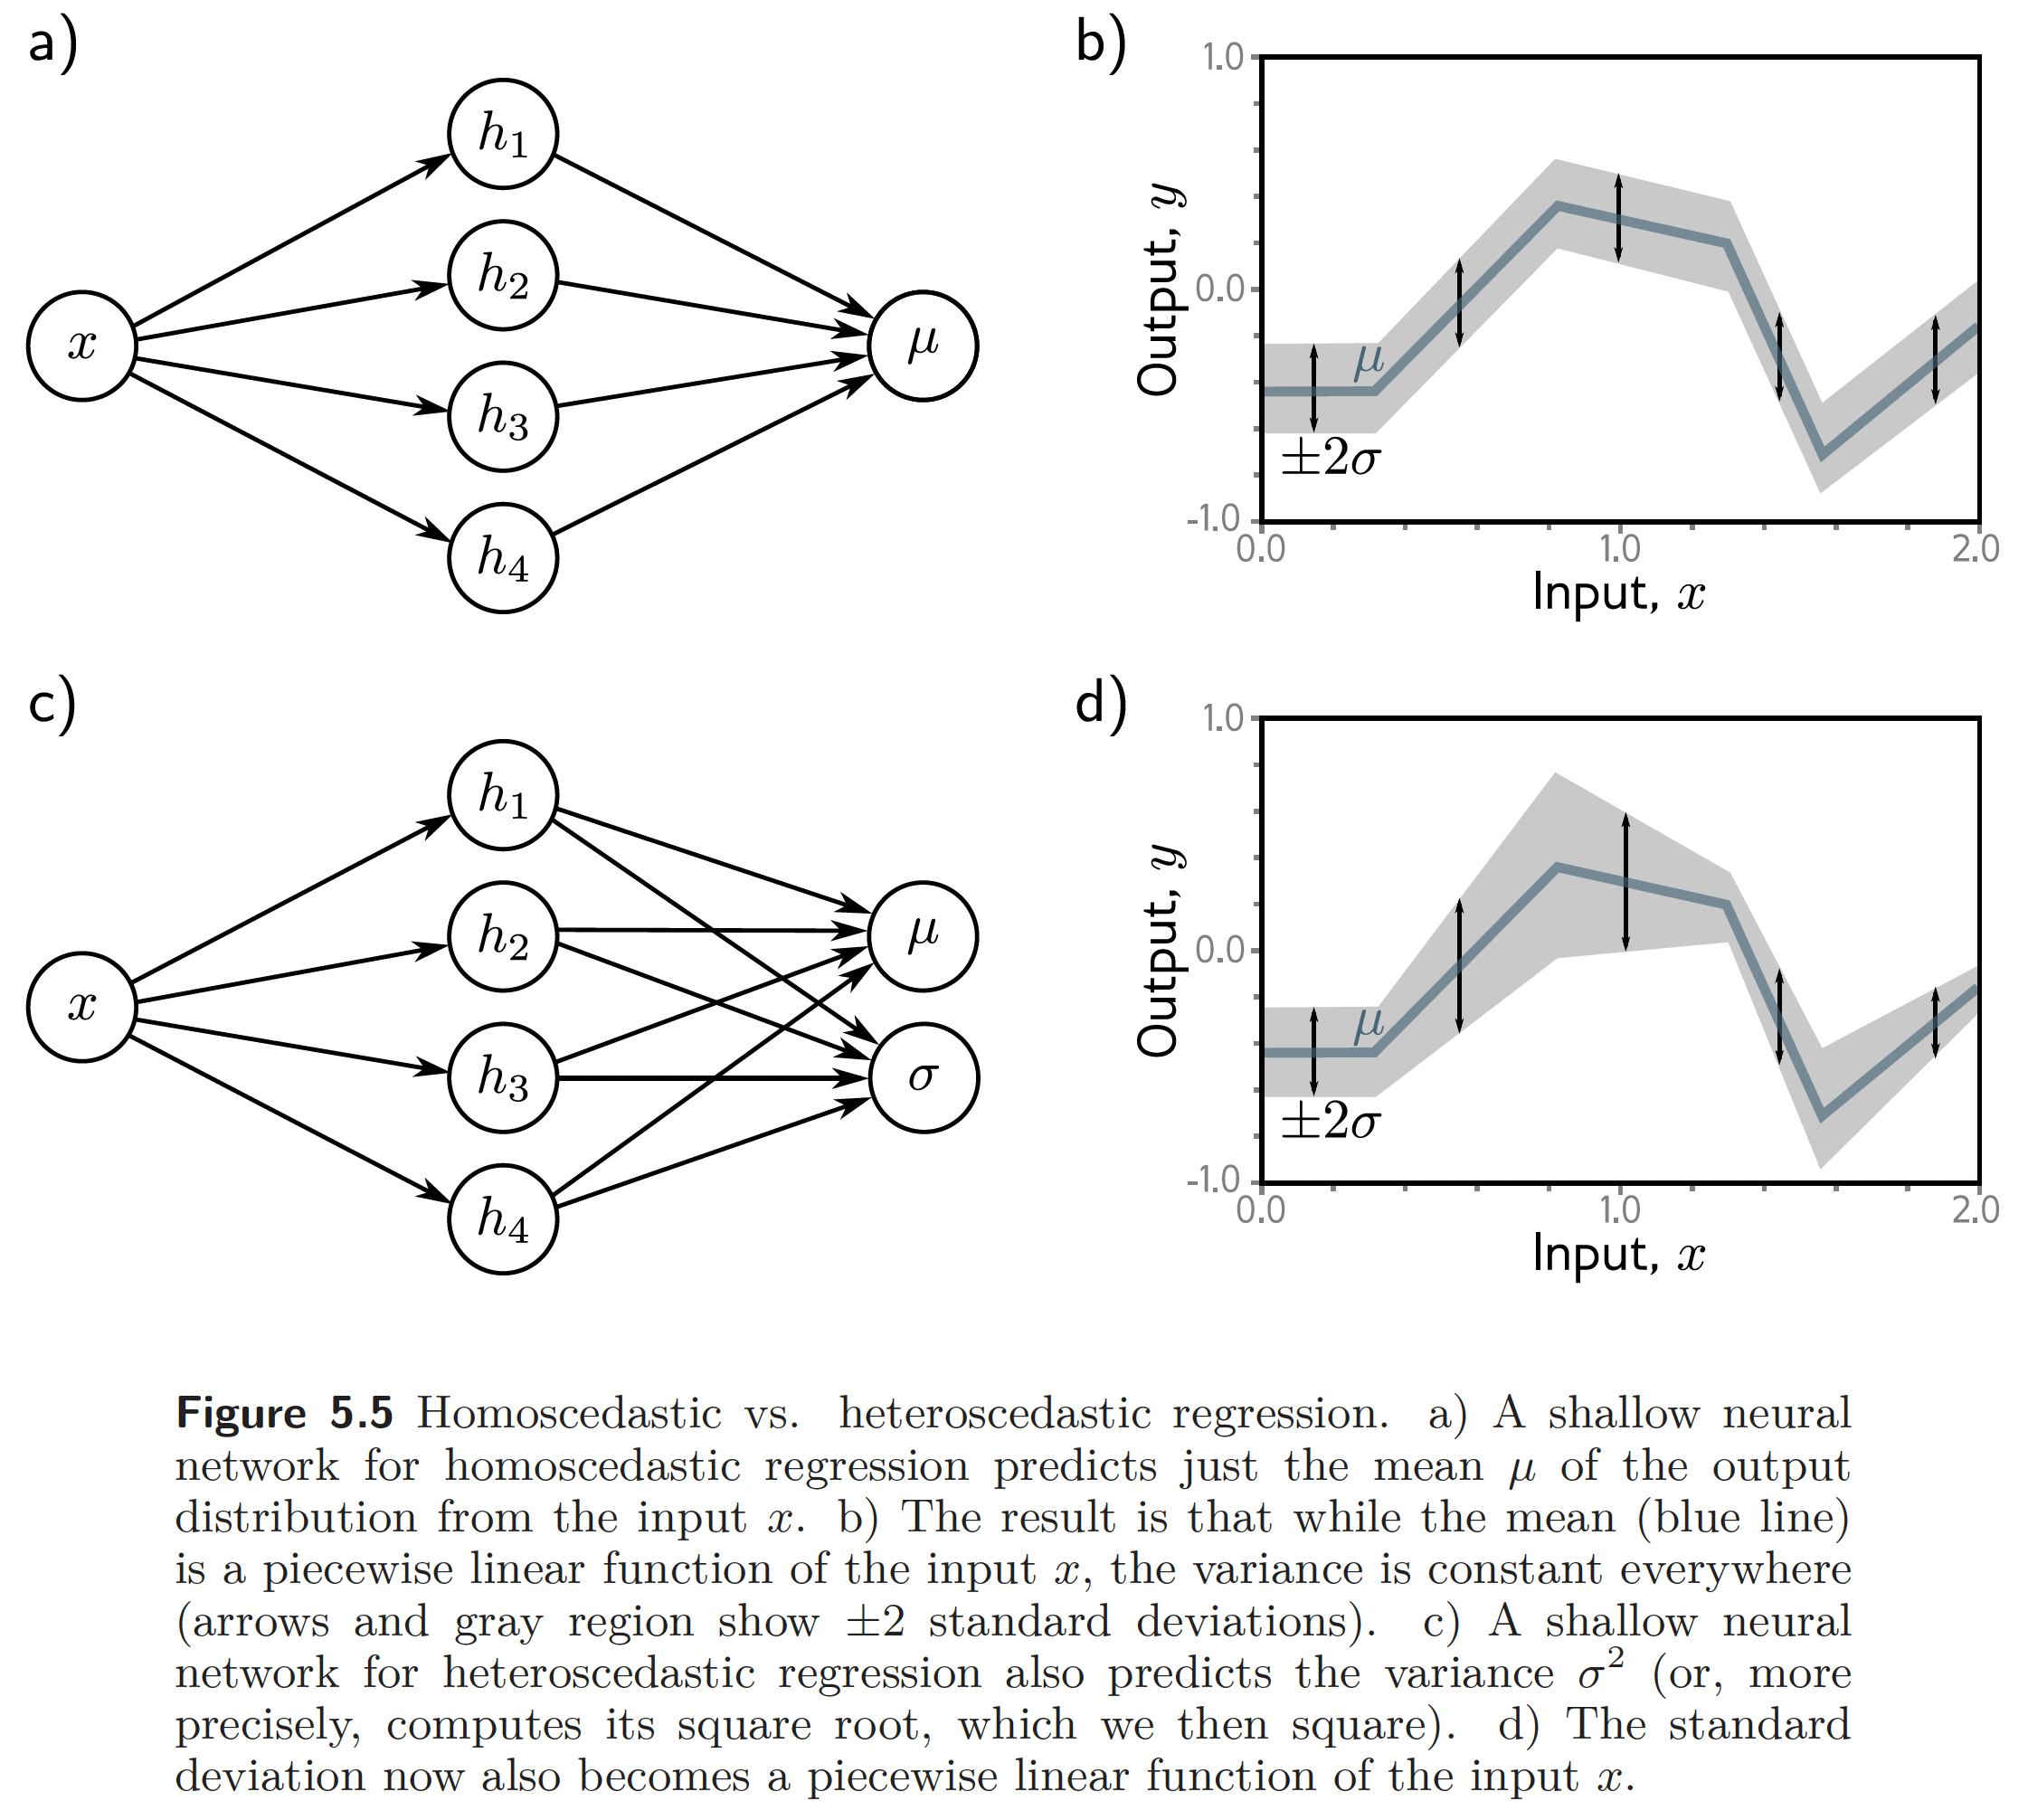 a)
h₁
h₂
h₃
h₄
x
μ
b)
1.0
0.0
-1.0
Output, y
μ
±2σ
0.0 1.0 2.0
Input, x
c)
h₁
h₂
h₃
h₄
x
μ
σ
d)
1.0
0.0
-1.0
Output, y
μ
±2σ
0.0 1.0 2.0
Input, x
Figure 5.5 Homoscedastic vs. heteroscedastic regression. a) A shallow neural
network for homoscedastic regression predicts just the mean μ of the output
distribution from the input x. b) The result is that while the mean (blue line)
is a piecewise linear function of the input x, the variance is constant everywhere
(arrows and gray region show ±2 standard deviations). c) A shallow neural
network for heteroscedastic regression also predicts the variance σ² (or, more
precisely, computes its square root, which we then square). d) The standard
deviation now also becomes a piecewise linear function of the input x.